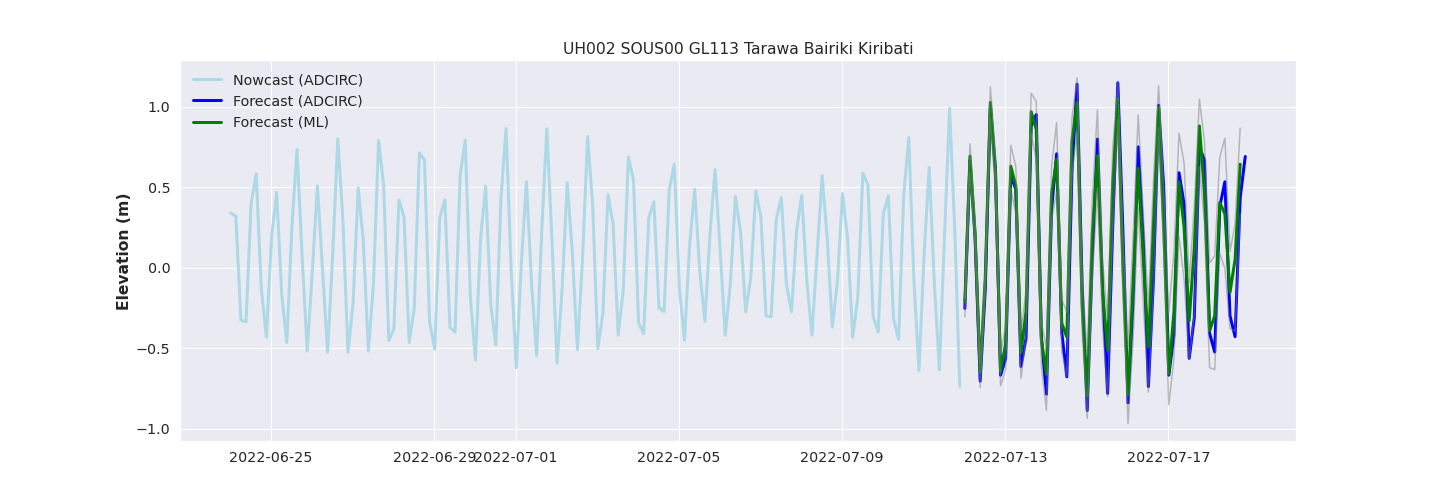 UH002 SOUS00 GL113 Tarawa Bairiki Kiribati
Nowcast (ADCIRC)
Forecast (ADCIRC)
Forecast (ML)
Elevation (m)
1.0
0.5
0.0
−0.5
−1.0
2022-06-25
2022-06-29
2022-07-01
2022-07-05
2022-07-09
2022-07-13
2022-07-17